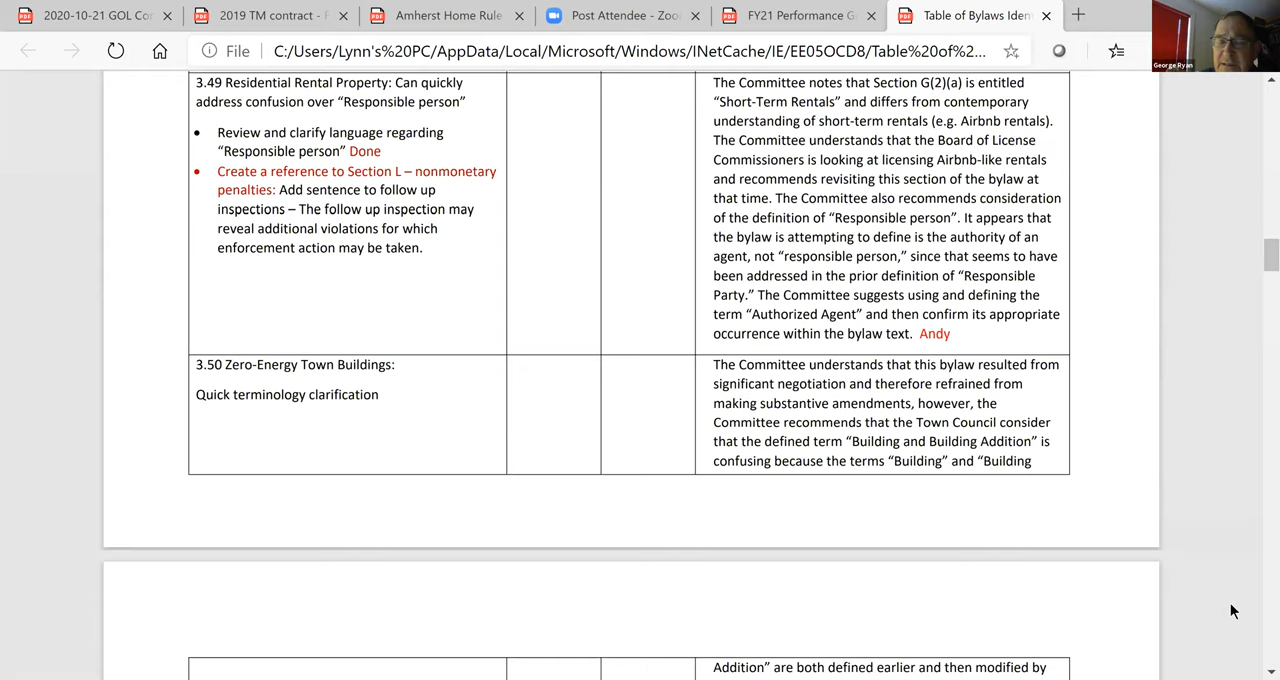 2020-10-21 GOL Co
2019 TM contract - F
Amherst Home Rule
Post Attendee - Zoo
FY21 Performance G
Table of Bylaws Iden
File
C:/Users/Lynn's%20PC/AppData/Local/Microsoft/Windows/INetCache/IE/EE05OCD8/Table%20of%2...
George Ryan
3.49 Residential Rental Property: Can quickly
address confusion over “Responsible person”
• Review and clarify language regarding
“Responsible person” Done
• Create a reference to Section L – nonmonetary
penalties: Add sentence to follow up
inspections – The follow up inspection may
reveal additional violations for which
enforcement action may be taken.
The Committee notes that Section G(2)(a) is entitled
“Short-Term Rentals” and differs from contemporary
understanding of short-term rentals (e.g. Airbnb rentals).
The Committee understands that the Board of License
Commissioners is looking at licensing Airbnb-like rentals
and recommends revisiting this section of the bylaw at
that time. The Committee also recommends consideration
of the definition of “Responsible person”. It appears that
the bylaw is attempting to define is the authority of an
agent, not “responsible person,” since that seems to have
been addressed in the prior definition of “Responsible
Party.” The Committee suggests using and defining the
term “Authorized Agent” and then confirm its appropriate
occurrence within the bylaw text. Andy
3.50 Zero-Energy Town Buildings:
Quick terminology clarification
The Committee understands that this bylaw resulted from
significant negotiation and therefore refrained from
making substantive amendments, however, the
Committee recommends that the Town Council consider
that the defined term “Building and Building Addition” is
confusing because the terms “Building” and “Building
Addition” are both defined earlier and then modified by